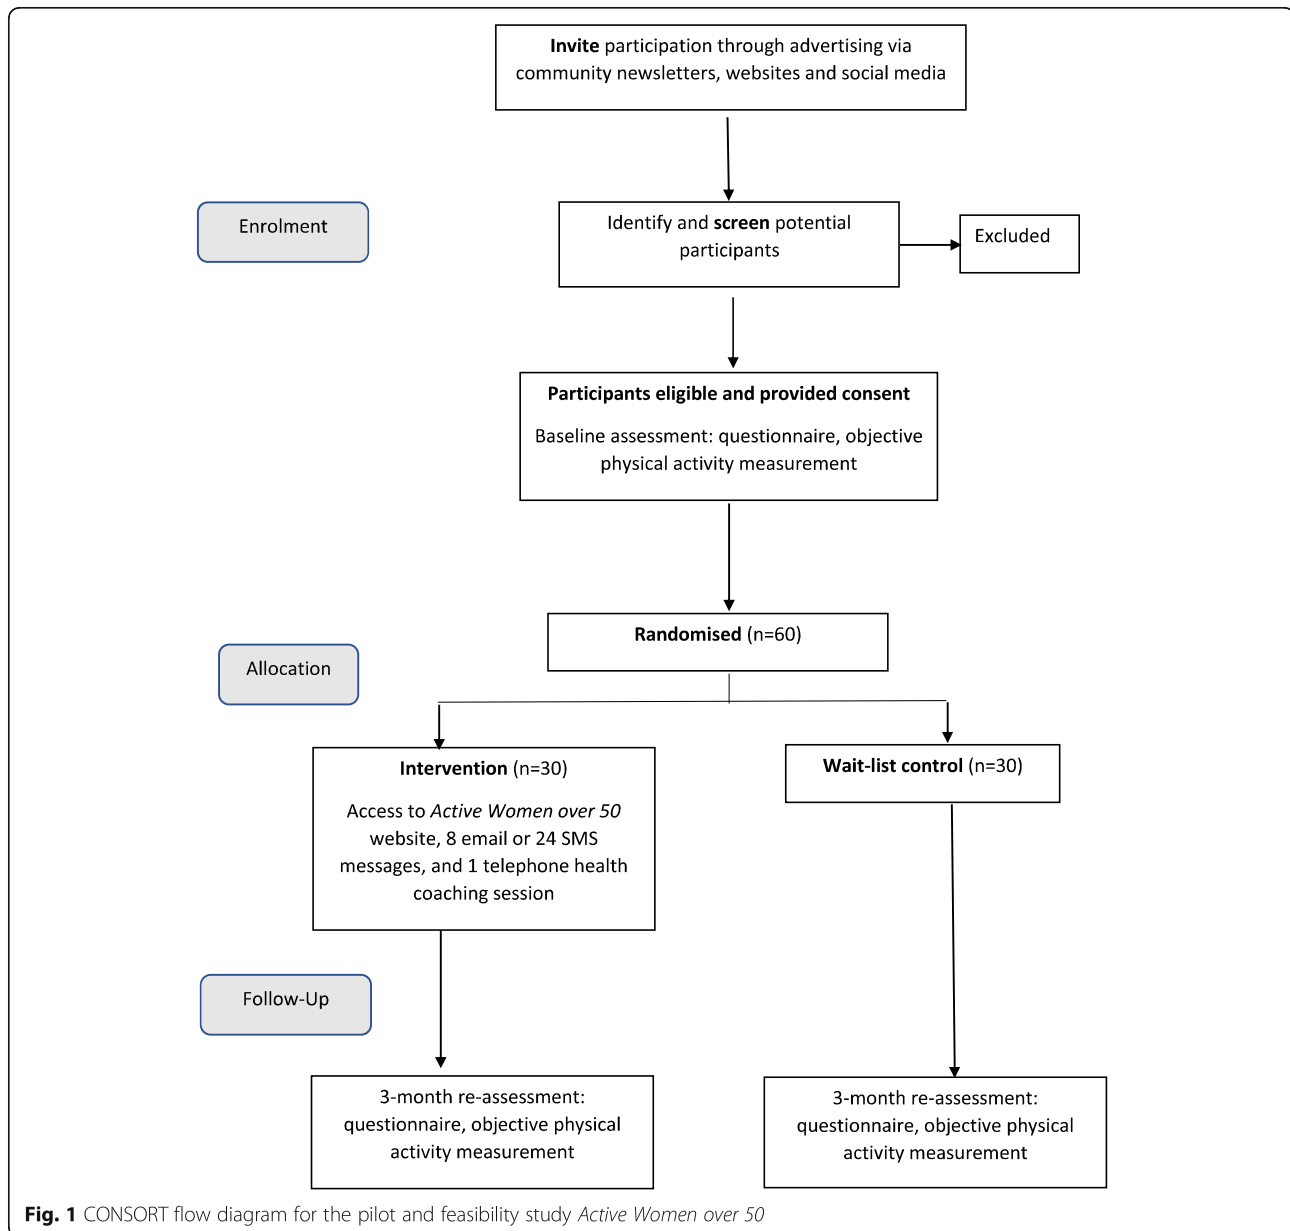 Invite participation through advertising via
community newsletters, websites and social media
Enrolment
Identify and screen potential
participants
Excluded
Participants eligible and provided consent
Baseline assessment: questionnaire, objective
physical activity measurement
Randomised (n=60)
Allocation
Intervention (n=30)
Access to Active Women over 50
website, 8 email or 24 SMS
messages, and 1 telephone health
coaching session
Wait-list control (n=30)
Follow-Up
3-month re-assessment:
questionnaire, objective physical
activity measurement
3-month re-assessment:
questionnaire, objective physical
activity measurement
Fig. 1 CONSORT flow diagram for the pilot and feasibility study Active Women over 50